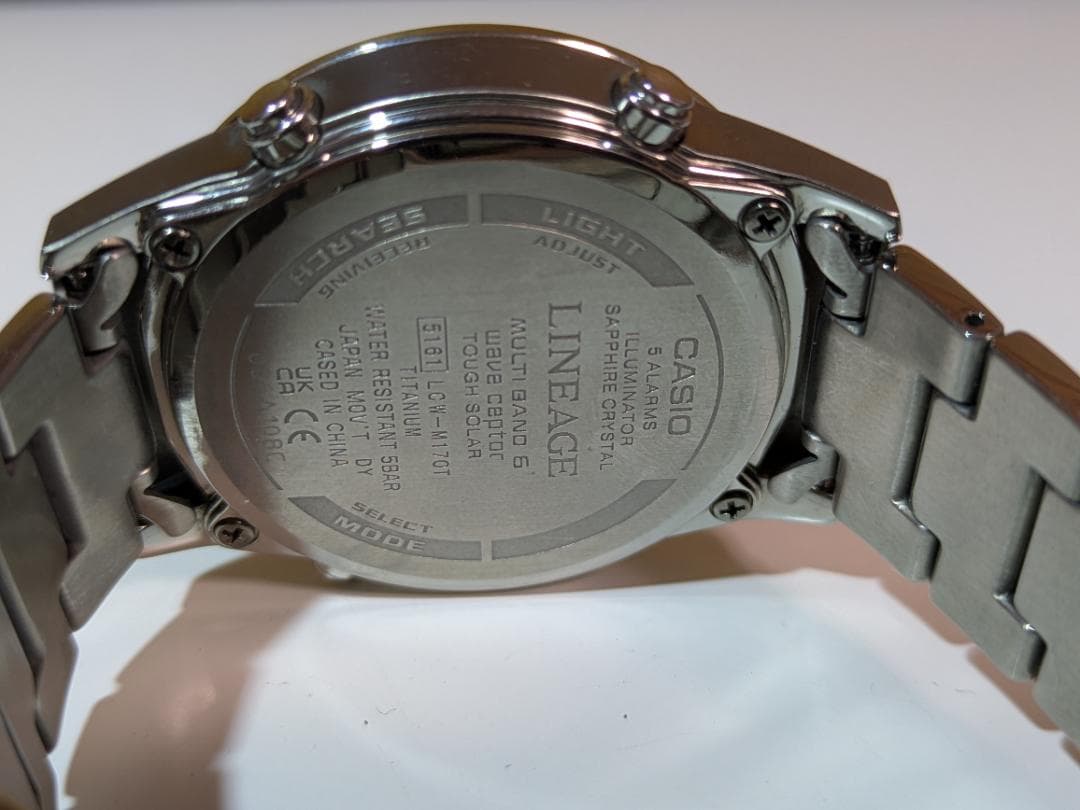 SEARCH
RECEIVING
LIGHT
ADJUST
CASIO
5 ALARMS
ILLUMINATOR
SAPPHIRE CRYSTAL
LINEAGE
MULTI BAND 6
wave ceptor
TOUGH SOLAR
5161 LCW-M170T
TITANIUM
WATER RESISTANT 5BAR
JAPAN MOV'T DY
CASED IN CHINA
UK
CA CE
SELECT
MODE